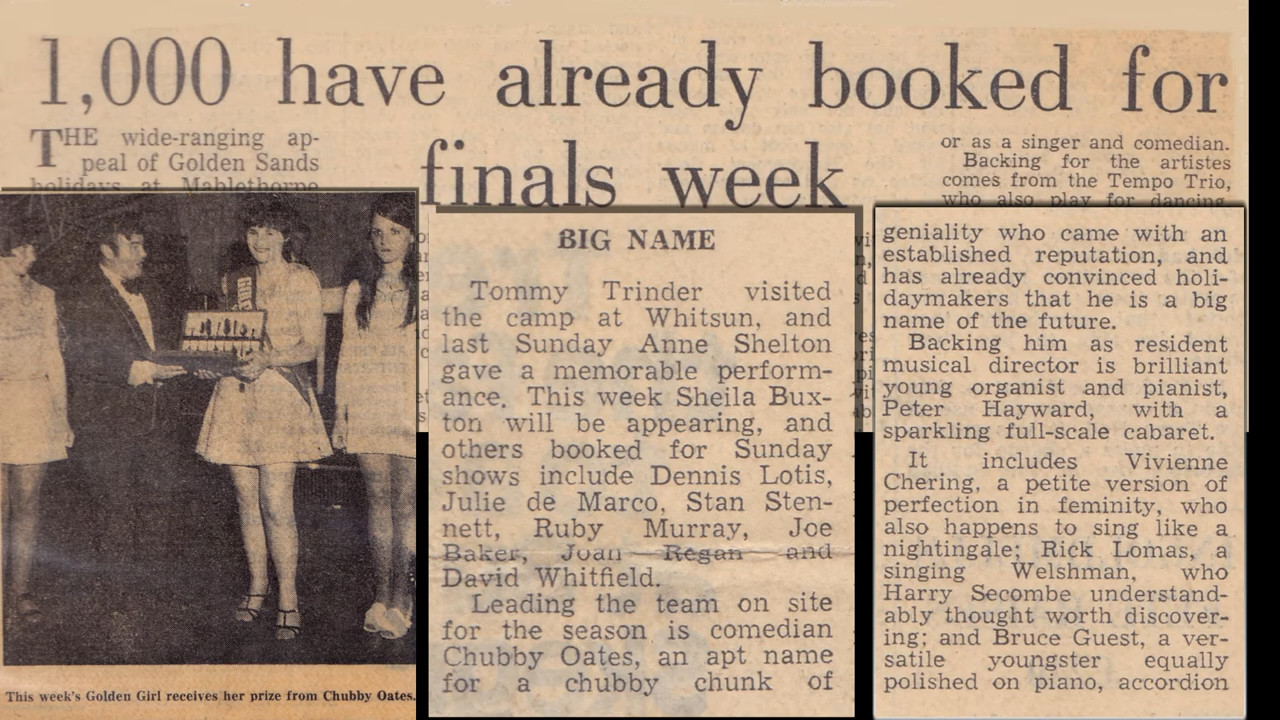 1,000 have already booked for
finals week
THE wide-ranging ap-
peal of Golden Sands
holidays at Mablethorpe
This week's Golden Girl receives her prize from Chubby Oates.
BIG NAME
Tommy Trinder visited
the camp at Whitsun, and
last Sunday Anne Shelton
gave a memorable perform-
ance. This week Sheila Bux-
ton will be appearing, and
others booked for Sunday
shows include Dennis Lotis,
Julie de Marco, Stan Sten-
nett, Ruby Murray, Joe
Baker, Joan Regan and
David Whitfield.
Leading the team on site
for the season is comedian
Chubby Oates, an apt name
for a chubby chunk of
geniality who came with an
established reputation, and
has already convinced holi-
daymakers that he is a big
name of the future.
Backing him as resident
musical director is brilliant
young organist and pianist,
Peter Hayward, with a
sparkling full-scale cabaret.
It includes Vivienne
Chering, a petite version of
perfection in feminity, who
also happens to sing like a
nightingale; Rick Lomas, a
singing Welshman, who
Harry Secombe understand-
ably thought worth discover-
ing; and Bruce Guest, a ver-
satile youngster equally
polished on piano, accordion
or as a singer and comedian.
Backing for the artistes
comes from the Tempo Trio,
who also play for dancing.